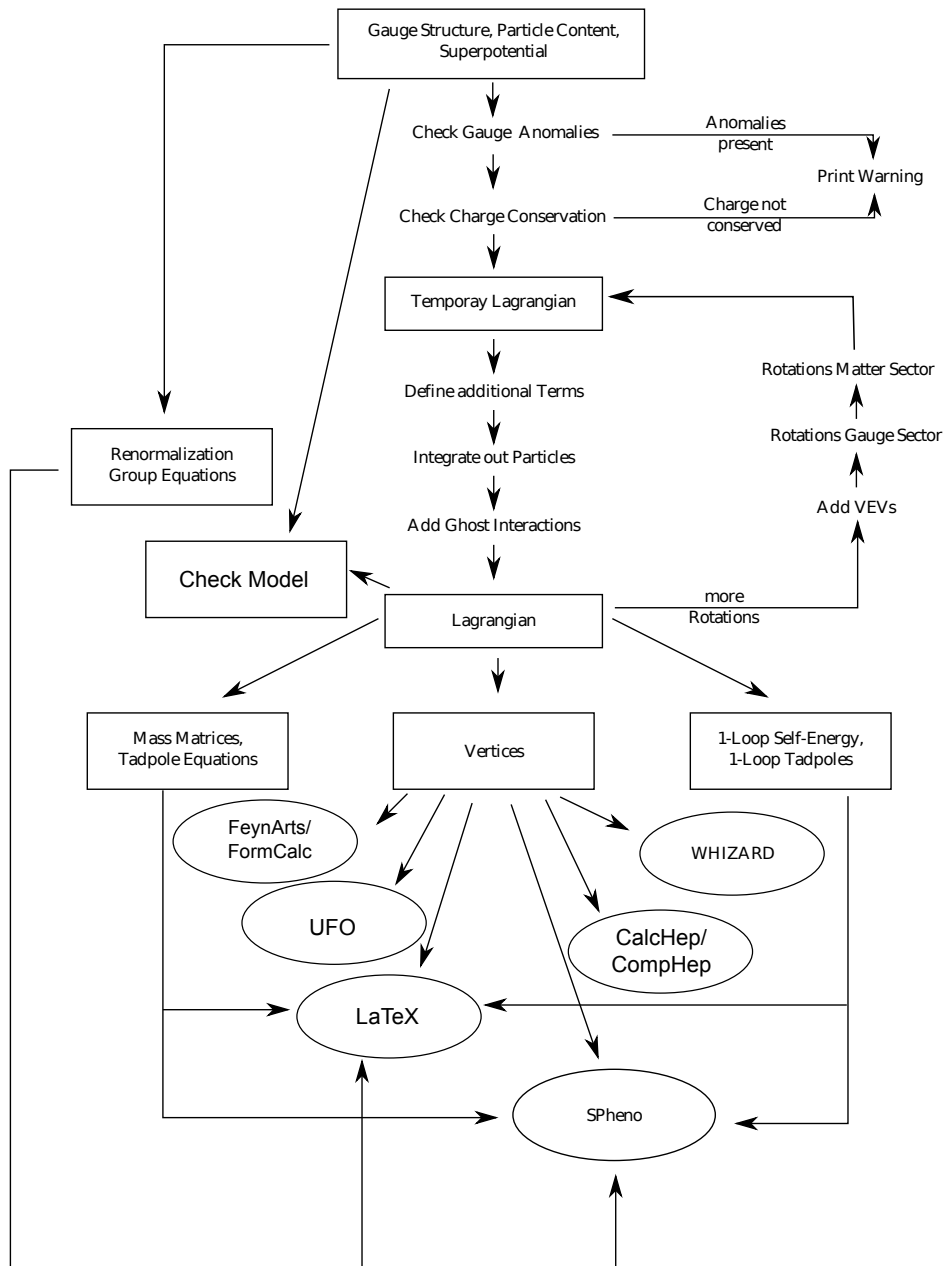 Gauge Structure, Particle Content,
Superpotential
Check Gauge Anomalies
Anomalies
present
Print Warning
Check Charge Conservation
Charge not
conserved
Temporay Lagrangian
Rotations Matter Sector
Define additional Terms
Rotations Gauge Sector
Renormalization
Group Equations
Integrate out Particles
Add VEVs
Add Ghost Interactions
Check Model
more
Rotations
Lagrangian
Mass Matrices,
Tadpole Equations
Vertices
1-Loop Self-Energy,
1-Loop Tadpoles
FeynArts/
FormCalc
WHIZARD
UFO
CalcHep/
CompHep
LaTeX
SPheno